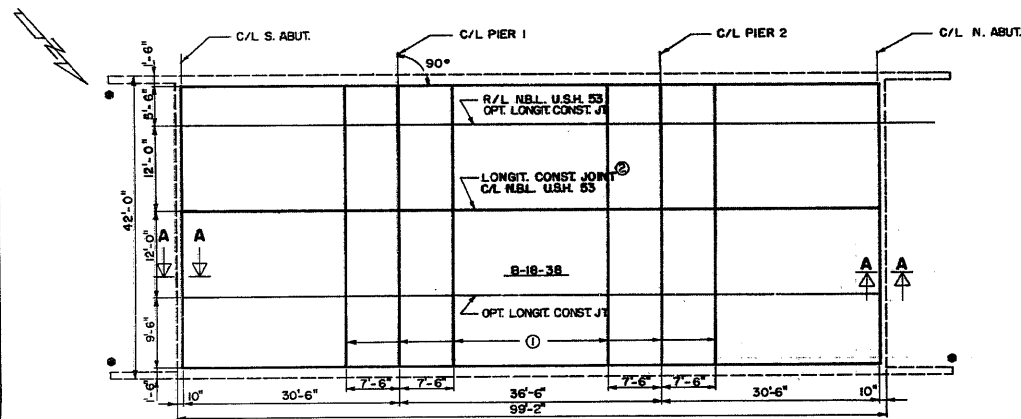 C/L S. ABUT.
C/L PIER 1
C/L PIER 2
C/L N. ABUT.
90°
1'-6"
5'-6"
12'-0"
42'-0"
12'-0"
9'-6"
1'-6"
R/L N.B.L. U.S.H. 53
OPT. LONGIT. CONST. JT.
LONGIT. CONST. JOINT ②
C/L N.B.L. U.S.H. 53
A A
A A
B-18-38
OPT. LONGIT. CONST. JT.
①
7'-6" 7'-6" 7'-6" 7'-6"
10" 30'-6" 36'-6" 30'-6" 10"
99'-2"